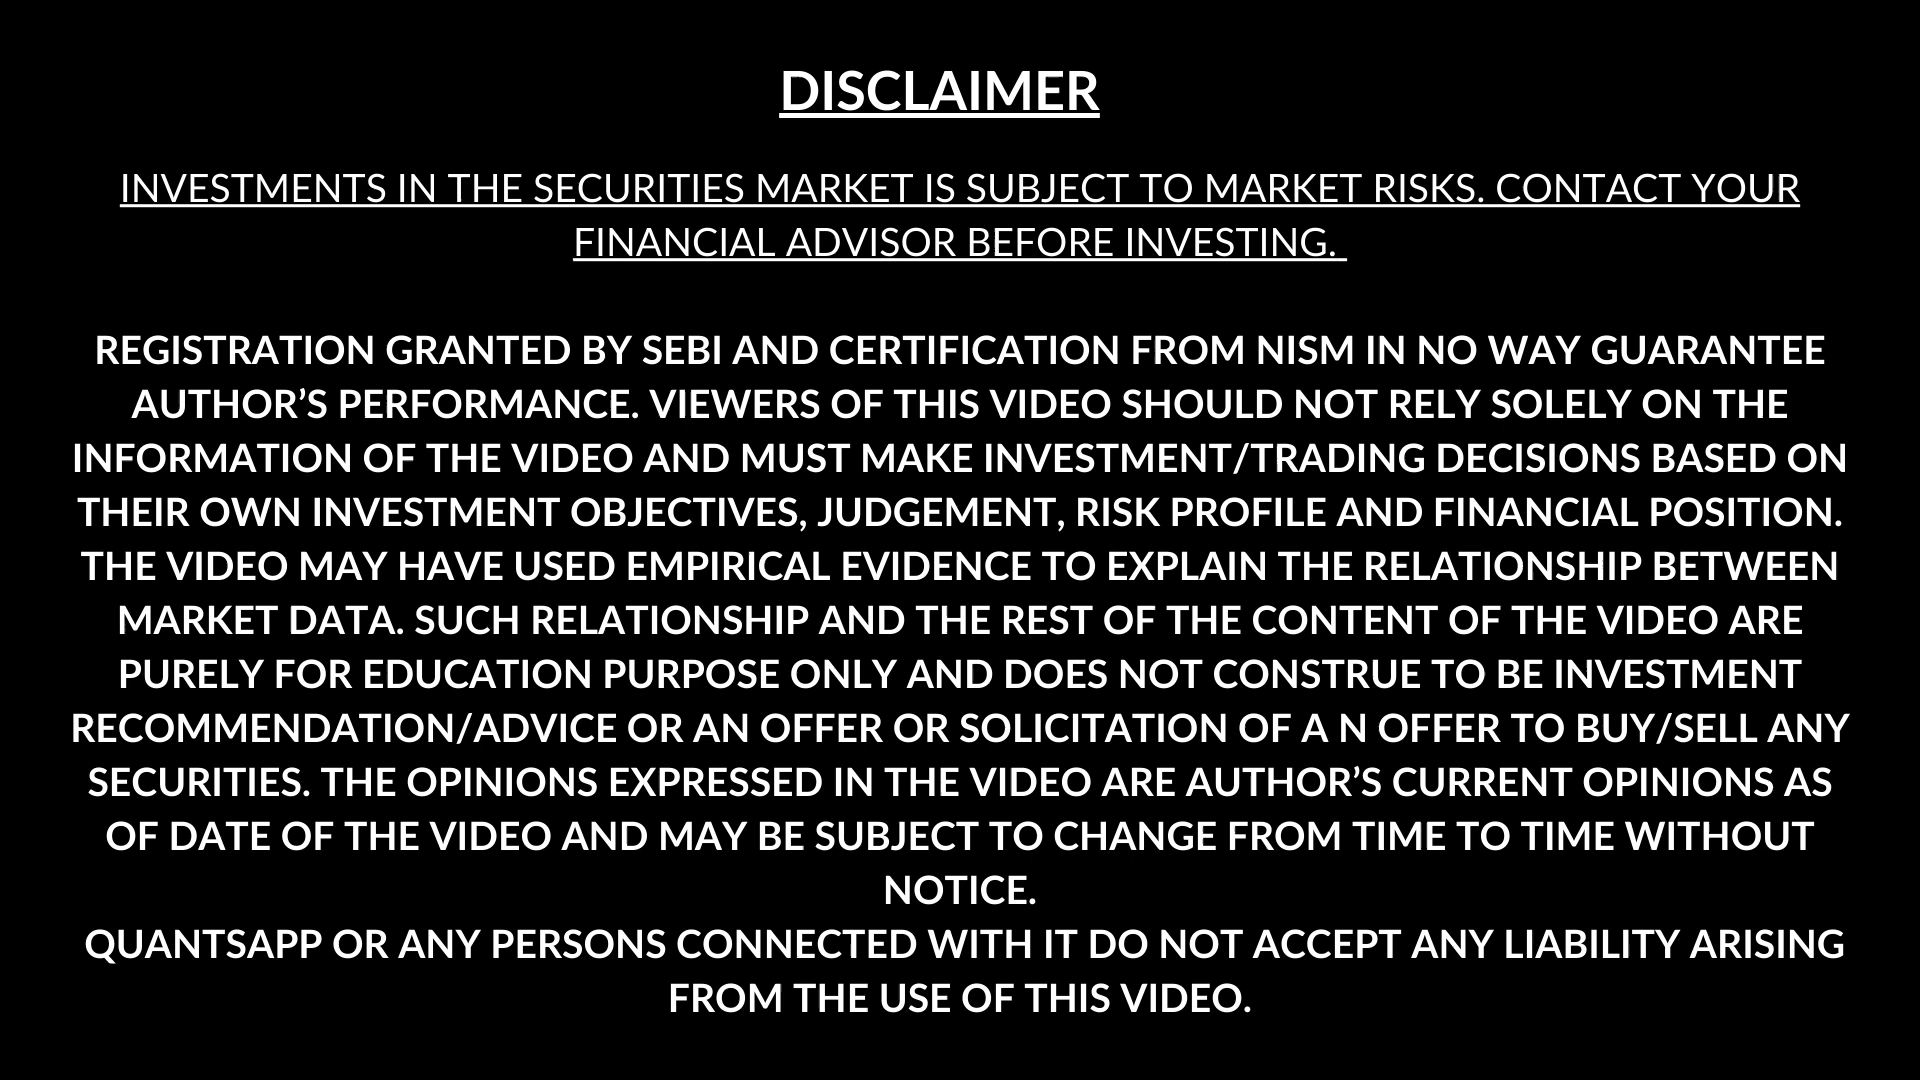 DISCLAIMER
INVESTMENTS IN THE SECURITIES MARKET IS SUBJECT TO MARKET RISKS. CONTACT YOUR
FINANCIAL ADVISOR BEFORE INVESTING.
REGISTRATION GRANTED BY SEBI AND CERTIFICATION FROM NISM IN NO WAY GUARANTEE
AUTHOR’S PERFORMANCE. VIEWERS OF THIS VIDEO SHOULD NOT RELY SOLELY ON THE
INFORMATION OF THE VIDEO AND MUST MAKE INVESTMENT/TRADING DECISIONS BASED ON
THEIR OWN INVESTMENT OBJECTIVES, JUDGEMENT, RISK PROFILE AND FINANCIAL POSITION.
THE VIDEO MAY HAVE USED EMPIRICAL EVIDENCE TO EXPLAIN THE RELATIONSHIP BETWEEN
MARKET DATA. SUCH RELATIONSHIP AND THE REST OF THE CONTENT OF THE VIDEO ARE
PURELY FOR EDUCATION PURPOSE ONLY AND DOES NOT CONSTRUE TO BE INVESTMENT
RECOMMENDATION/ADVICE OR AN OFFER OR SOLICITATION OF A N OFFER TO BUY/SELL ANY
SECURITIES. THE OPINIONS EXPRESSED IN THE VIDEO ARE AUTHOR’S CURRENT OPINIONS AS
OF DATE OF THE VIDEO AND MAY BE SUBJECT TO CHANGE FROM TIME TO TIME WITHOUT
NOTICE.
QUANTSAPP OR ANY PERSONS CONNECTED WITH IT DO NOT ACCEPT ANY LIABILITY ARISING
FROM THE USE OF THIS VIDEO.